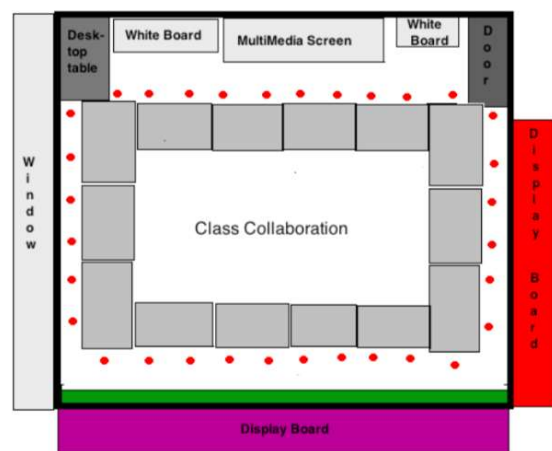 Desk-
top
table
White Board
MultiMedia Screen
White
Board
D
o
o
r
W
i
n
d
o
w
Class Collaboration
D
i
s
p
l
a
y
B
o
a
r
d
Display Board